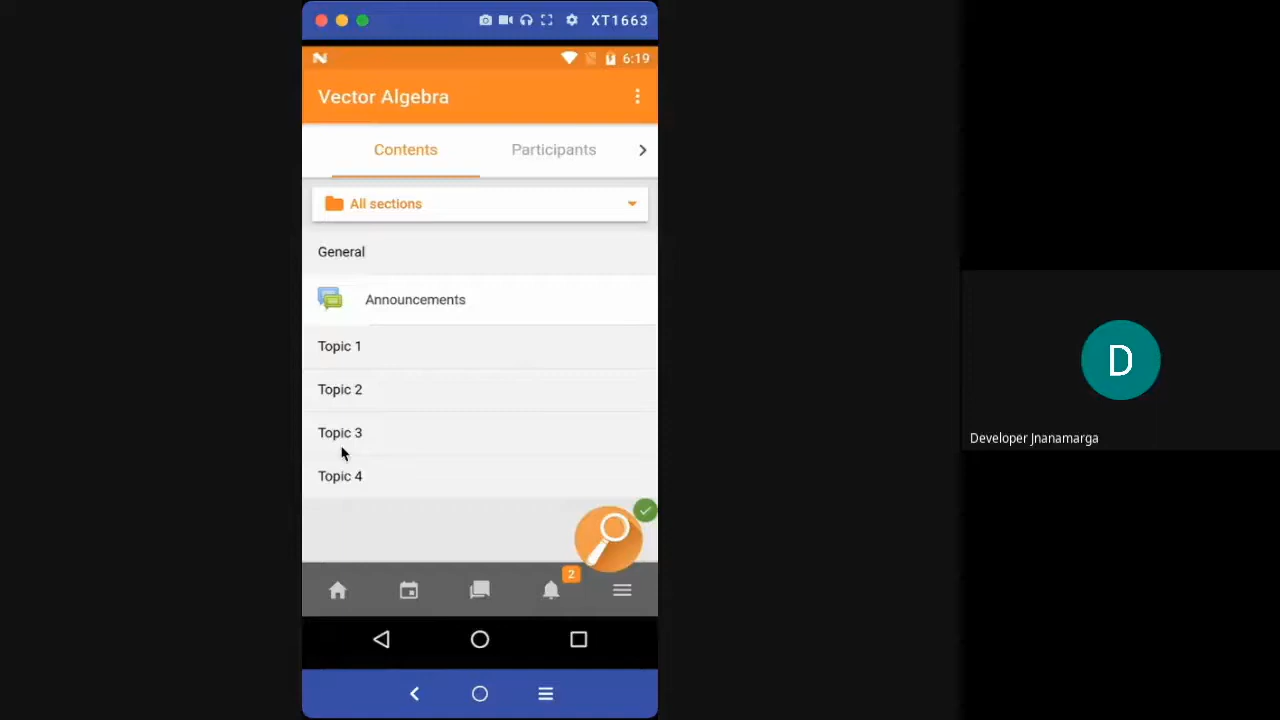 XT1663
6:19
Vector Algebra
Contents
Participants
All sections
General
Announcements
Topic 1
Topic 2
Topic 3
Topic 4
2
D
Developer Jnanamarga